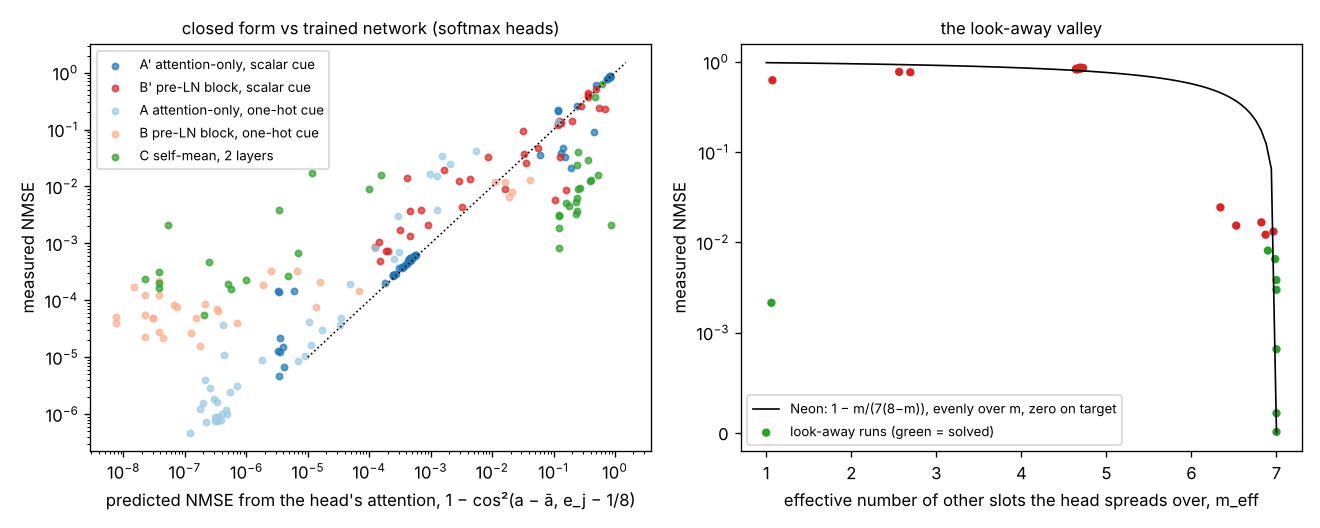 closed form vs trained network (softmax heads)
A' attention-only, scalar cue
B' pre-LN block, scalar cue
A attention-only, one-hot cue
B pre-LN block, one-hot cue
C self-mean, 2 layers
measured NMSE
10⁰
10⁻¹
10⁻²
10⁻³
10⁻⁴
10⁻⁵
10⁻⁶
10⁻⁸ 10⁻⁷ 10⁻⁶ 10⁻⁵ 10⁻⁴ 10⁻³ 10⁻² 10⁻¹ 10⁰
predicted NMSE from the head's attention, 1 − cos²(a − ā, e_j − 1/8)
the look-away valley
measured NMSE
10⁰
10⁻¹
10⁻²
10⁻³
0
Neon: 1 − m/(7(8−m)), evenly over m, zero on target
look-away runs (green = solved)
1 2 3 4 5 6 7
effective number of other slots the head spreads over, m_eff